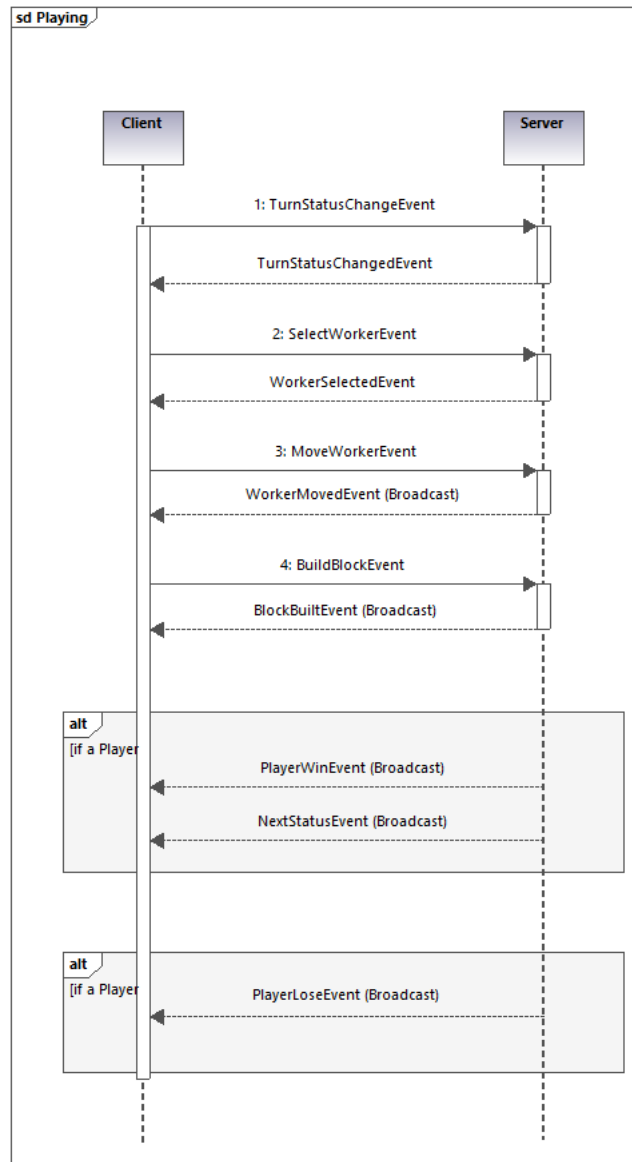 sd Playing
Client
Server
1: TurnStatusChangeEvent
TurnStatusChangedEvent
2: SelectWorkerEvent
WorkerSelectedEvent
3: MoveWorkerEvent
WorkerMovedEvent (Broadcast)
4: BuildBlockEvent
BlockBuiltEvent (Broadcast)
alt
[if a Player
PlayerWinEvent (Broadcast)
NextStatusEvent (Broadcast)
alt
[if a Player
PlayerLoseEvent (Broadcast)